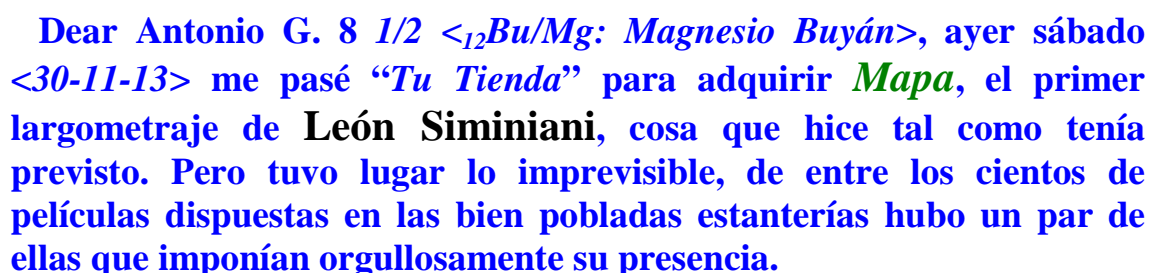 Dear Antonio G. 8 1/2 <12Bu/Mg: Magnesio Buyán>, ayer sábado
<30-11-13> me pasé “Tu Tienda” para adquirir Mapa, el primer
largometraje de León Siminiani, cosa que hice tal como tenía
previsto. Pero tuvo lugar lo imprevisible, de entre los cientos de
películas dispuestas en las bien pobladas estanterías hubo un par de
ellas que imponían orgullosamente su presencia.